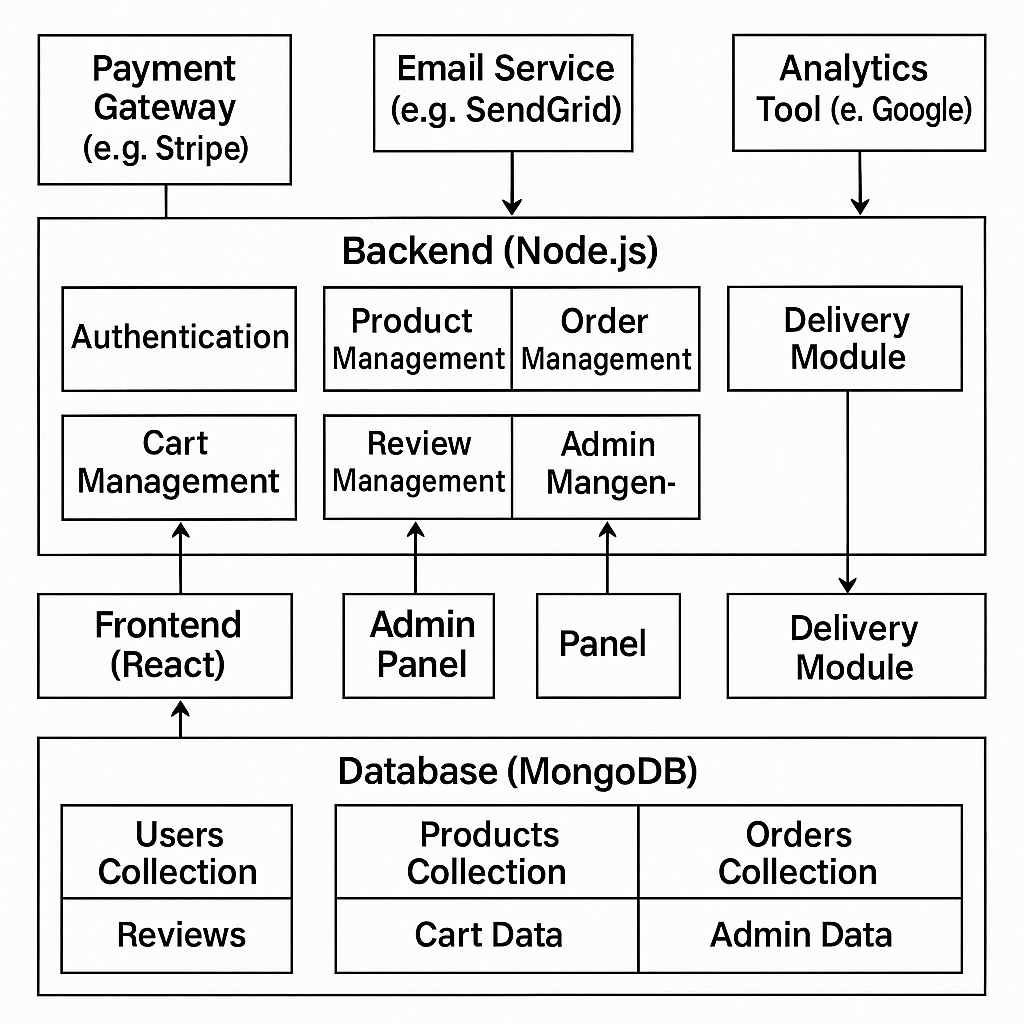 Payment
Gateway
(e.g. Stripe)
Email Service
(e.g. SendGrid)
Analytics
Tool (e. Google)
Backend (Node.js)
Authentication
Product
Management
Order
Management
Delivery
Module
Cart
Management
Review
Management
Admin
Mangen-
Frontend
(React)
Admin
Panel
Panel
Delivery
Module
Database (MongoDB)
Users
Collection
Products
Collection
Orders
Collection
Reviews
Cart Data
Admin Data